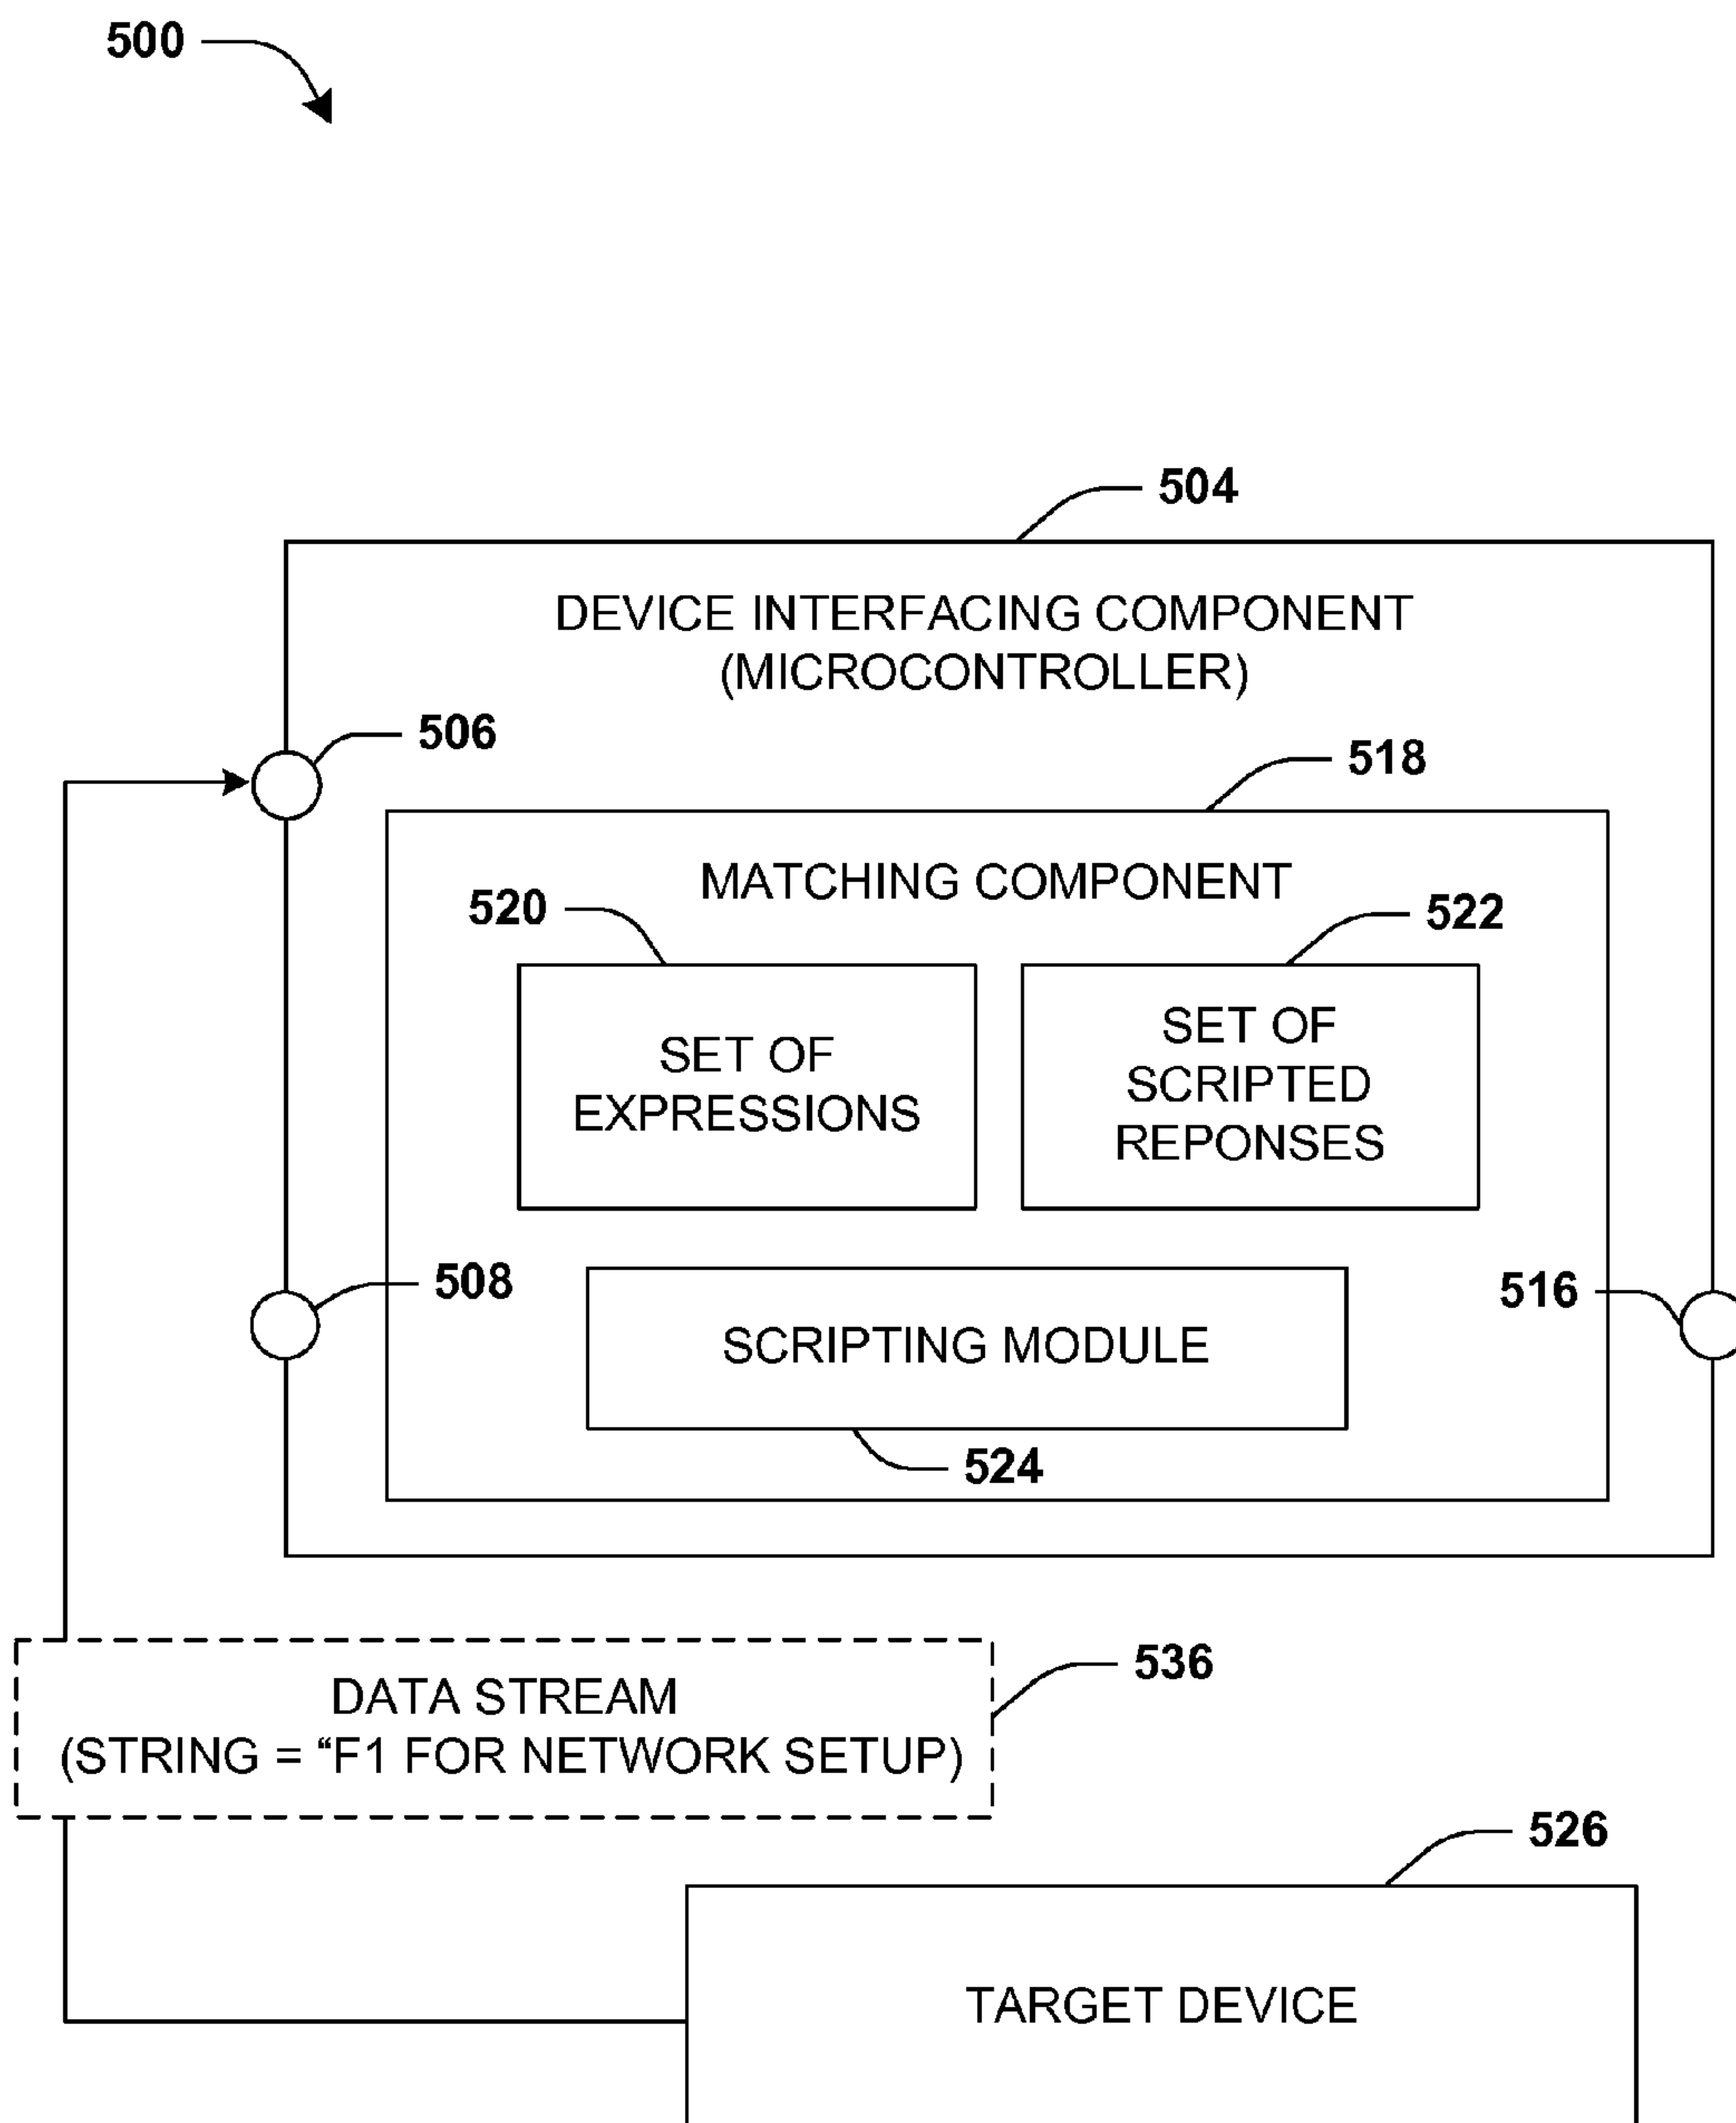 500
504
DEVICE INTERFACING COMPONENT
(MICROCONTROLLER)
506
518
MATCHING COMPONENT
520
522
SET OF
EXPRESSIONS
SET OF
SCRIPTED
REPONSES
508
516
SCRIPTING MODULE
524
536
DATA STREAM
(STRING = “F1 FOR NETWORK SETUP)
526
TARGET DEVICE